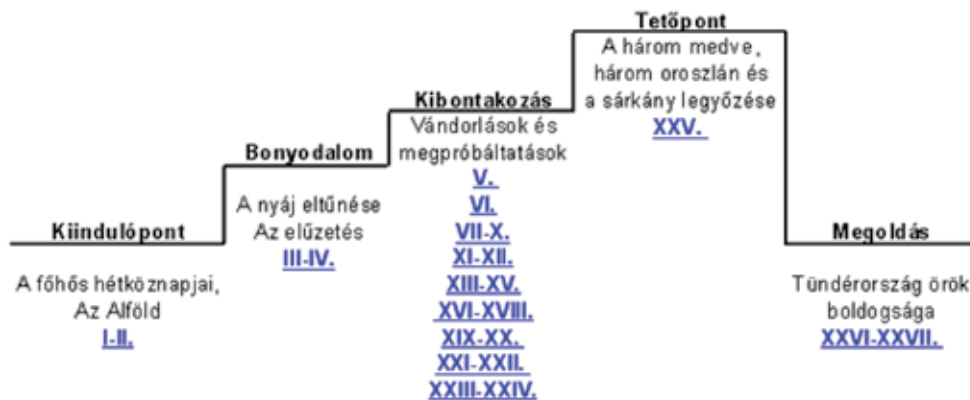 Kiindulópont
A főhős hétköznapjai,
Az Alföld
I-II.
Bonyodalom
A nyáj eltűnése
Az elűzetés
III-IV.
Kibontakozás
Vándorlások és
megpróbáltatások
V.
VI.
VII-X.
XI-XII.
XIII-XV.
XVI-XVIII.
XIX-XX.
XXI-XXII.
XXIII-XXIV.
Tetőpont
A három medve,
három oroszlán és
a sárkány legyőzése
XXV.
Megoldás
Tündérország örök
boldogsága
XXVI-XXVII.